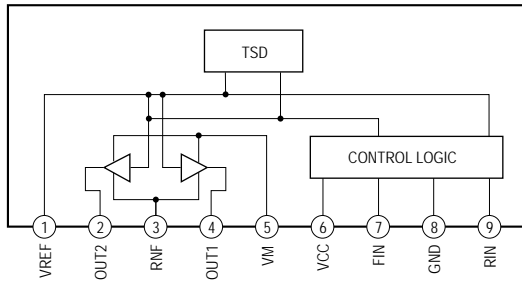 TSD
CONTROL LOGIC
1 2 3 4 5 6 7 8 9
VREF OUT2 RNF OUT1 VM VCC FIN GND RIN